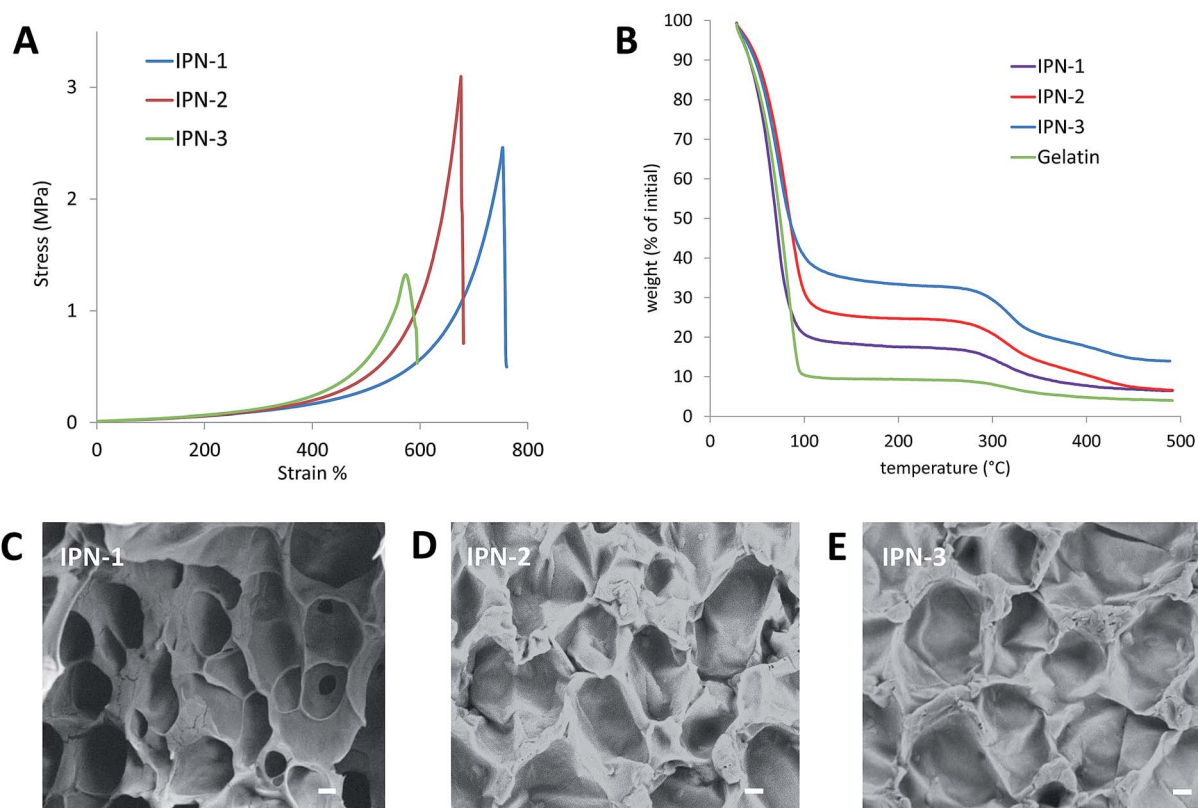 A
IPN-1
IPN-2
IPN-3
Stress (MPa)
3
2
1
0
0 200 400 600 800
Strain %
B
IPN-1
IPN-2
IPN-3
Gelatin
weight (% of initial)
100
90
80
70
60
50
40
30
20
10
0
0 100 200 300 400 500
temperature (°C)
C IPN-1
D IPN-2
E IPN-3